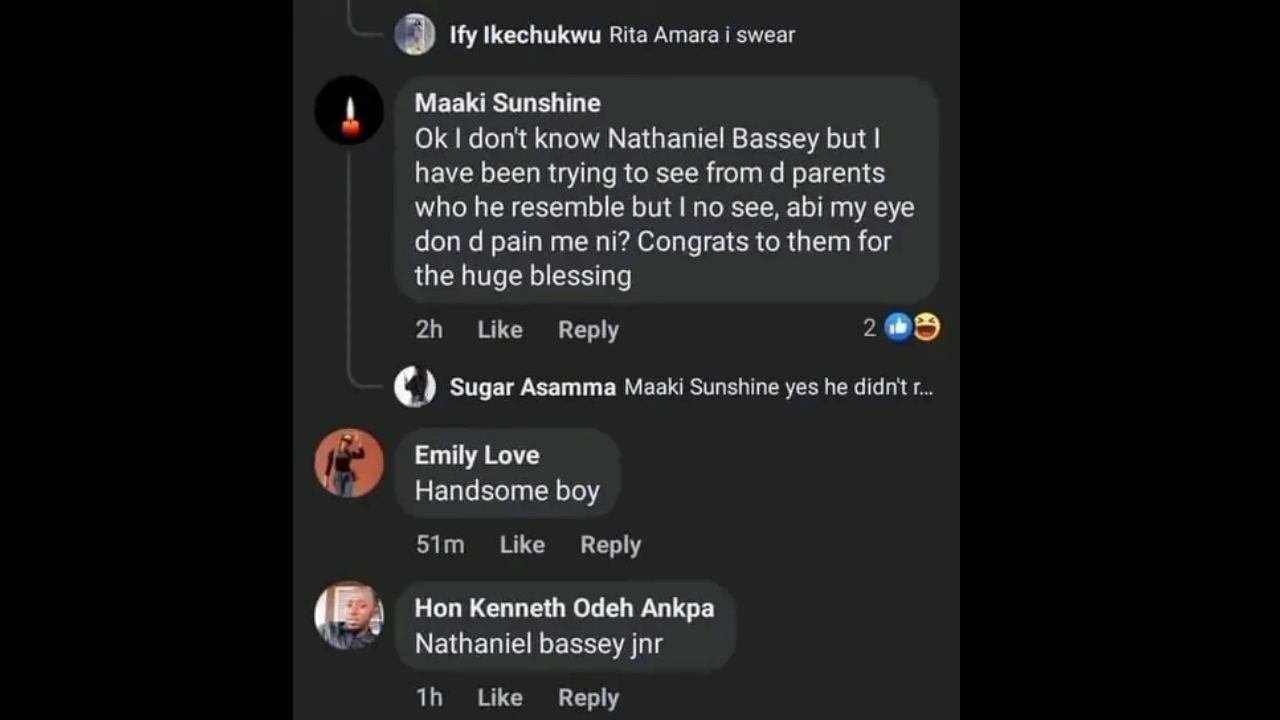 Ify Ikechukwu Rita Amara i swear
Maaki Sunshine
Ok I don't know Nathaniel Bassey but I
have been trying to see from d parents
who he resemble but I no see, abi my eye
don d pain me ni? Congrats to them for
the huge blessing
2h Like Reply 2
Sugar Asamma Maaki Sunshine yes he didn't r...
Emily Love
Handsome boy
51m Like Reply
Hon Kenneth Odeh Ankpa
Nathaniel bassey jnr
1h Like Reply